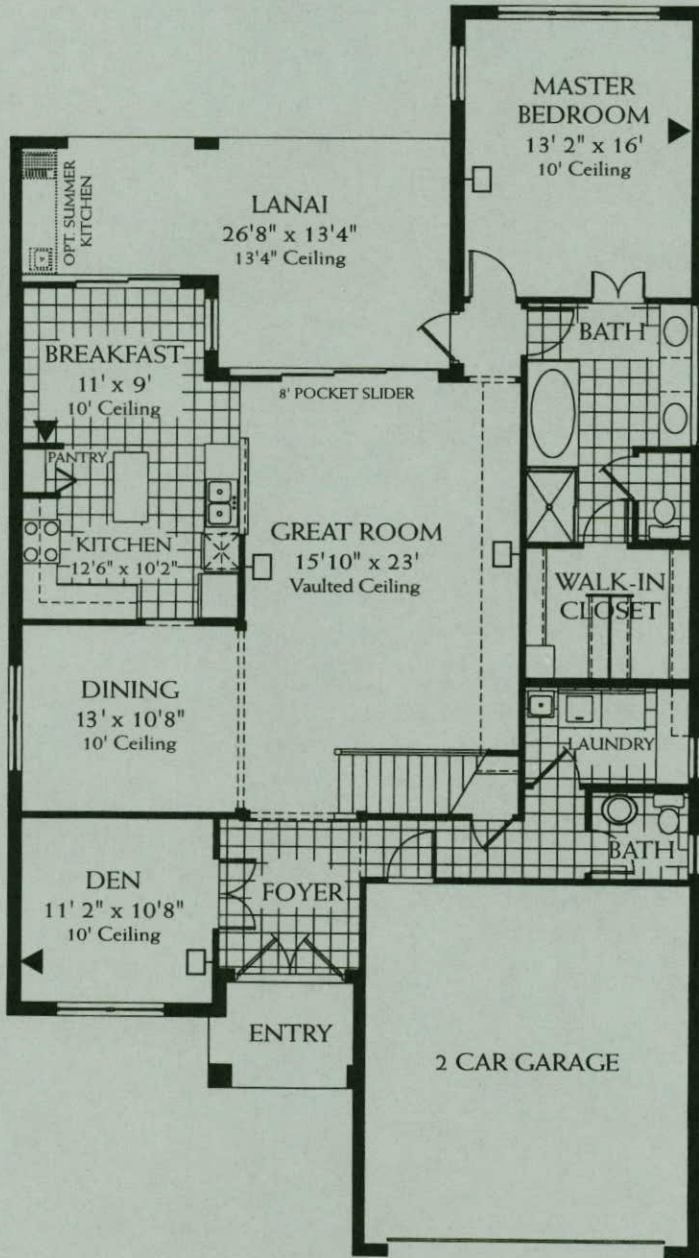 MASTER
BEDROOM
13' 2" x 16'
10' Ceiling
OPT. SUMMER
KITCHEN
LANAI
26'8" x 13'4"
13'4" Ceiling
BATH
BREAKFAST
11' x 9'
10' Ceiling
8' POCKET SLIDER
PANTRY
KITCHEN
12'6" x 10'2"
GREAT ROOM
15'10" x 23'
Vaulted Ceiling
WALK-IN
CLOSET
DINING
13' x 10'8"
10' Ceiling
LAUNDRY
BATH
DEN
11' 2" x 10'8"
10' Ceiling
FOYER
ENTRY
2 CAR GARAGE